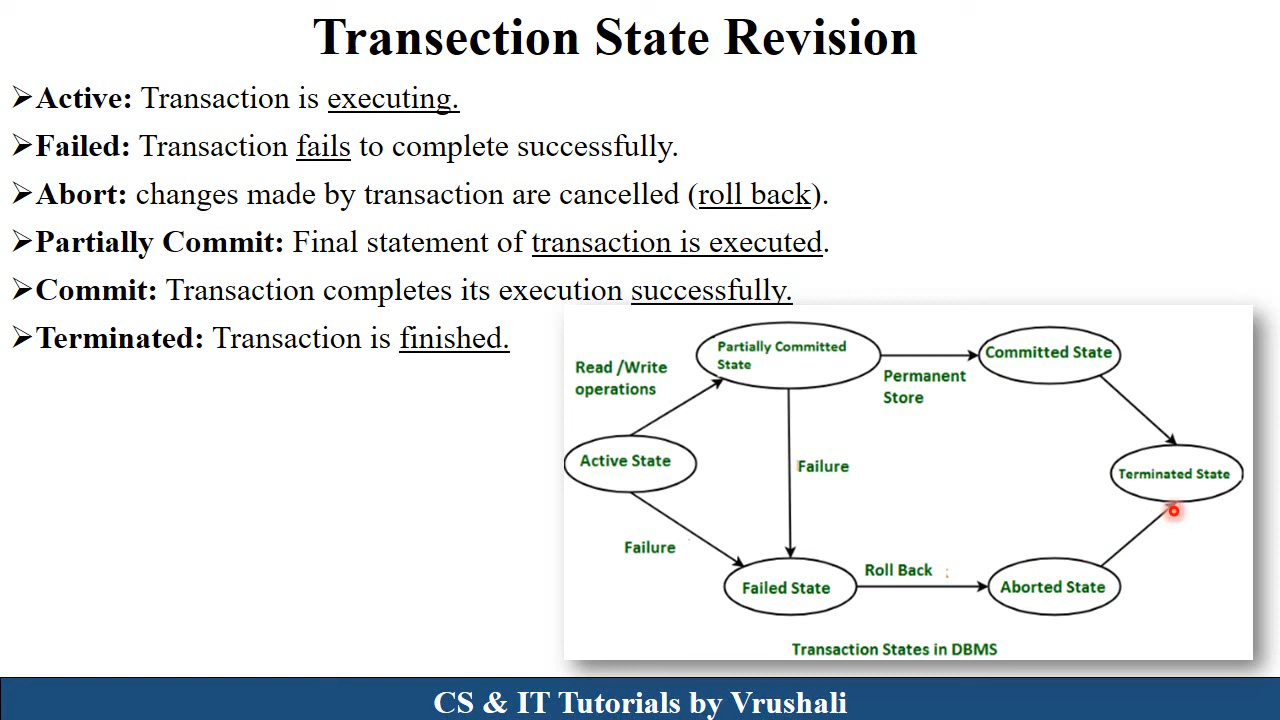 Transection State Revision
➢Active: Transaction is executing.
➢Failed: Transaction fails to complete successfully.
➢Abort: changes made by transaction are cancelled (roll back).
➢Partially Commit: Final statement of transaction is executed.
➢Commit: Transaction completes its execution successfully.
➢Terminated: Transaction is finished.
Partially Committed
State
Committed State
Read /Write
operations
Permanent
Store
Active State
Failure
Terminated State
Failure
Failed State
Roll Back
Aborted State
Transaction States in DBMS
CS & IT Tutorials by Vrushali